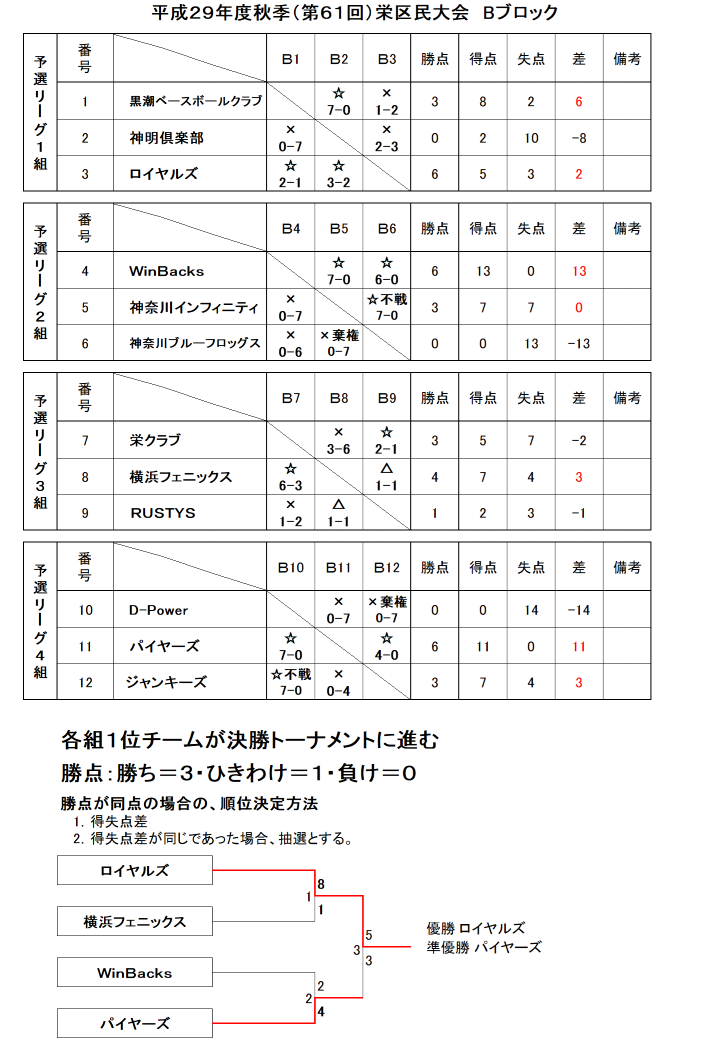 平成29年度秋季(第61回)栄区民大会 Bブロック
予選リーグ1組 番号 B1 B2 B3 勝点 得点 失点 差 備考
1 黒潮ベースボールクラブ ☆ 7-0 × 1-2 3 8 2 6
2 神明倶楽部 × 0-7 × 2-3 0 2 10 -8
3 ロイヤルズ ☆ 2-1 ☆ 3-2 6 5 3 2
予選リーグ2組 番号 B4 B5 B6 勝点 得点 失点 差 備考
4 WinBacks ☆ 7-0 ☆ 6-0 6 13 0 13
5 神奈川インフィニティ × 0-7 ☆不戦 7-0 3 7 7 0
6 神奈川ブルーフロッグス × 0-6 ×棄権 0-7 0 0 13 -13
予選リーグ3組 番号 B7 B8 B9 勝点 得点 失点 差 備考
7 栄クラブ × 3-6 ☆ 2-1 3 5 7 -2
8 横浜フェニックス ☆ 6-3 △ 1-1 4 7 4 3
9 RUSTYS × 1-2 △ 1-1 1 2 3 -1
予選リーグ4組 番号 B10 B11 B12 勝点 得点 失点 差 備考
10 D-Power × 0-7 ×棄権 0-7 0 0 14 -14
11 パイヤーズ ☆ 7-0 ☆ 4-0 6 11 0 11
12 ジャンキーズ ☆不戦 7-0 × 0-4 3 7 4 3
各組1位チームが決勝トーナメントに進む
勝点:勝ち=3・ひきわけ=1・負け=0
勝点が同点の場合の、順位決定方法
1. 得失点差
2. 得失点差が同じであった場合、抽選とする。
ロイヤルズ
8
1
1
横浜フェニックス
5
3
3
優勝 ロイヤルズ
準優勝 パイヤーズ
WinBacks
2
2
4
パイヤーズ